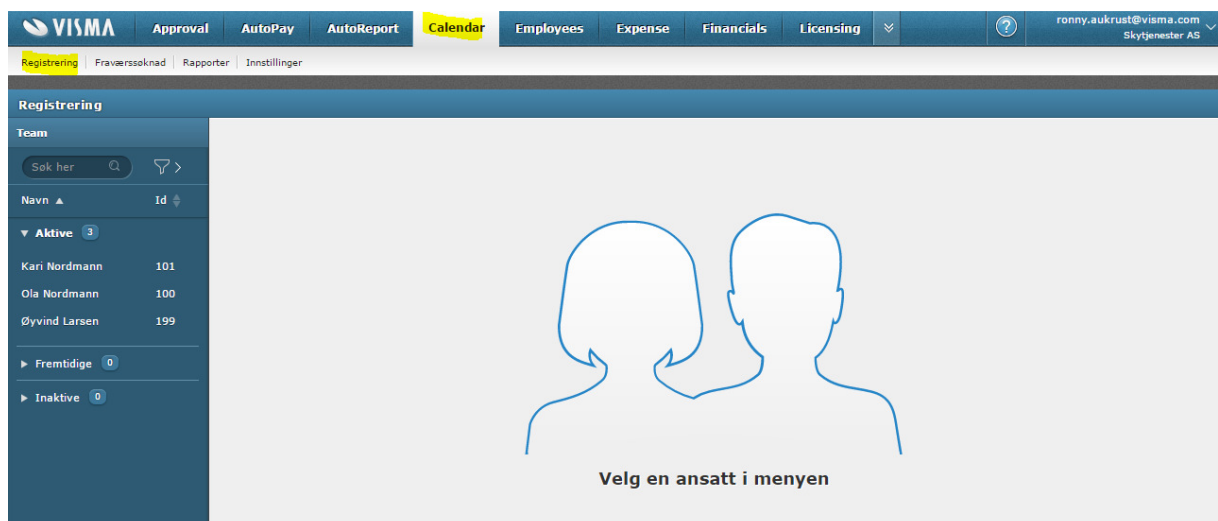 VISMA Approval AutoPay AutoReport Calendar Employees Expense Financials Licensing ? ronny.aukrust@visma.com
Skytjenester AS
Registrering Fraværssøknad Rapporter Innstillinger
Registrering
Team
Søk her
Navn Id
Aktive 3
Kari Nordmann 101
Ola Nordmann 100
Øyvind Larsen 199
Fremtidige 0
Inaktive 0
Velg en ansatt i menyen